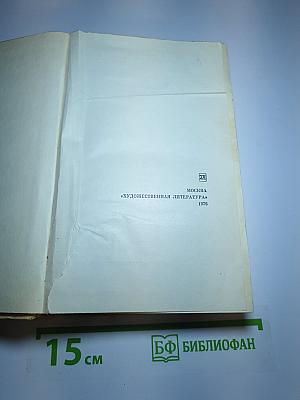 МОСКВА
«ХУДОЖЕСТВЕННАЯ ЛИТЕРАТУРА»
1976
15 см
БФ БИБЛИОФАН